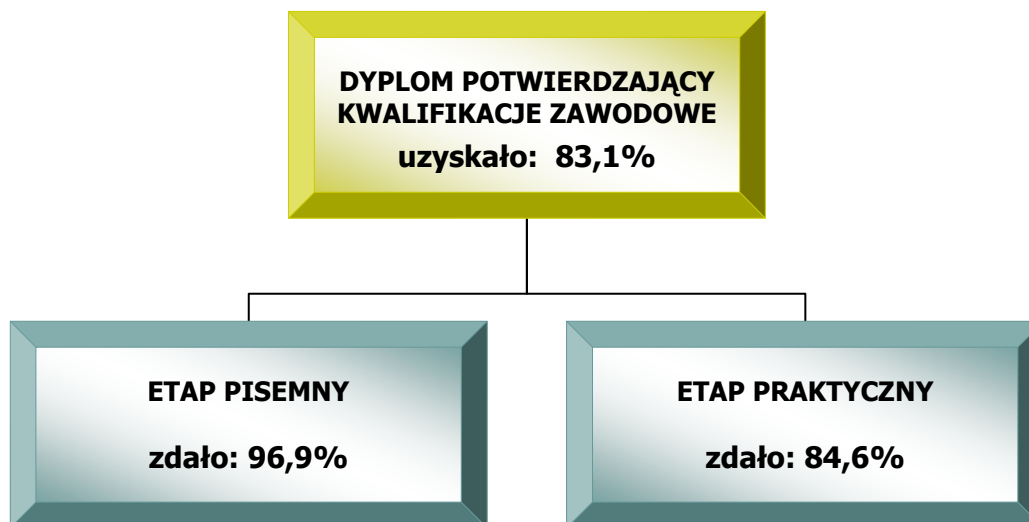 DYPLOM POTWIERDZAJĄCY
KWALIFIKACJE ZAWODOWE
uzyskało: 83,1%
ETAP PISEMNY
zdało: 96,9%
ETAP PRAKTYCZNY
zdało: 84,6%